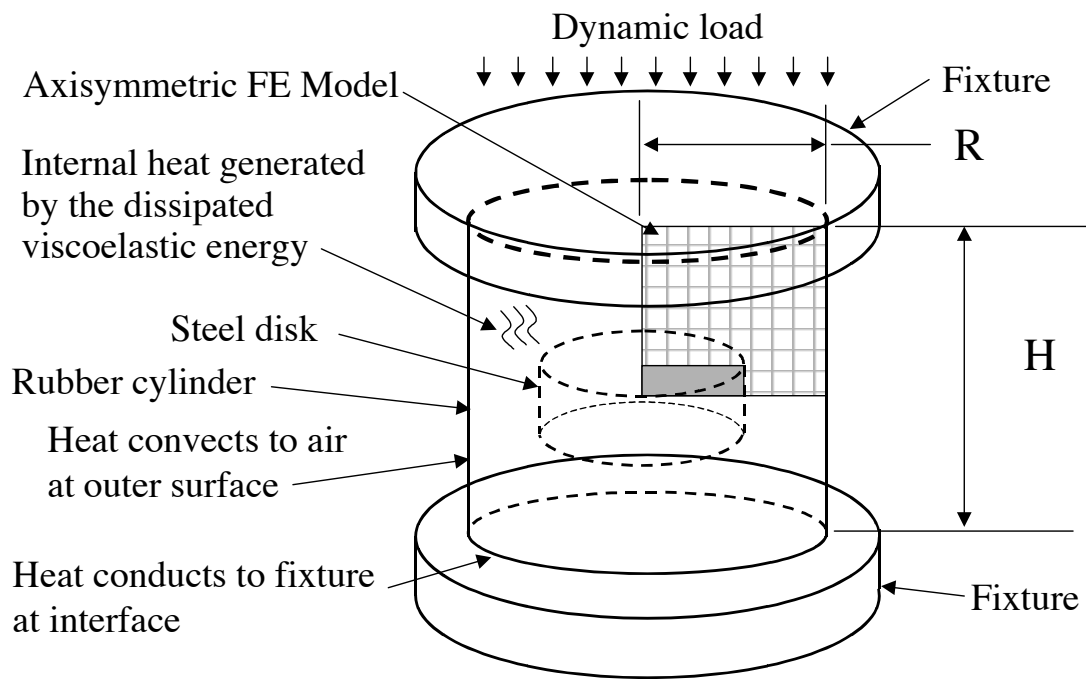 Dynamic load
Axisymmetric FE Model
Fixture
R
Internal heat generated
by the dissipated
viscoelastic energy
Steel disk
H
Rubber cylinder
Heat convects to air
at outer surface
Heat conducts to fixture
at interface
Fixture